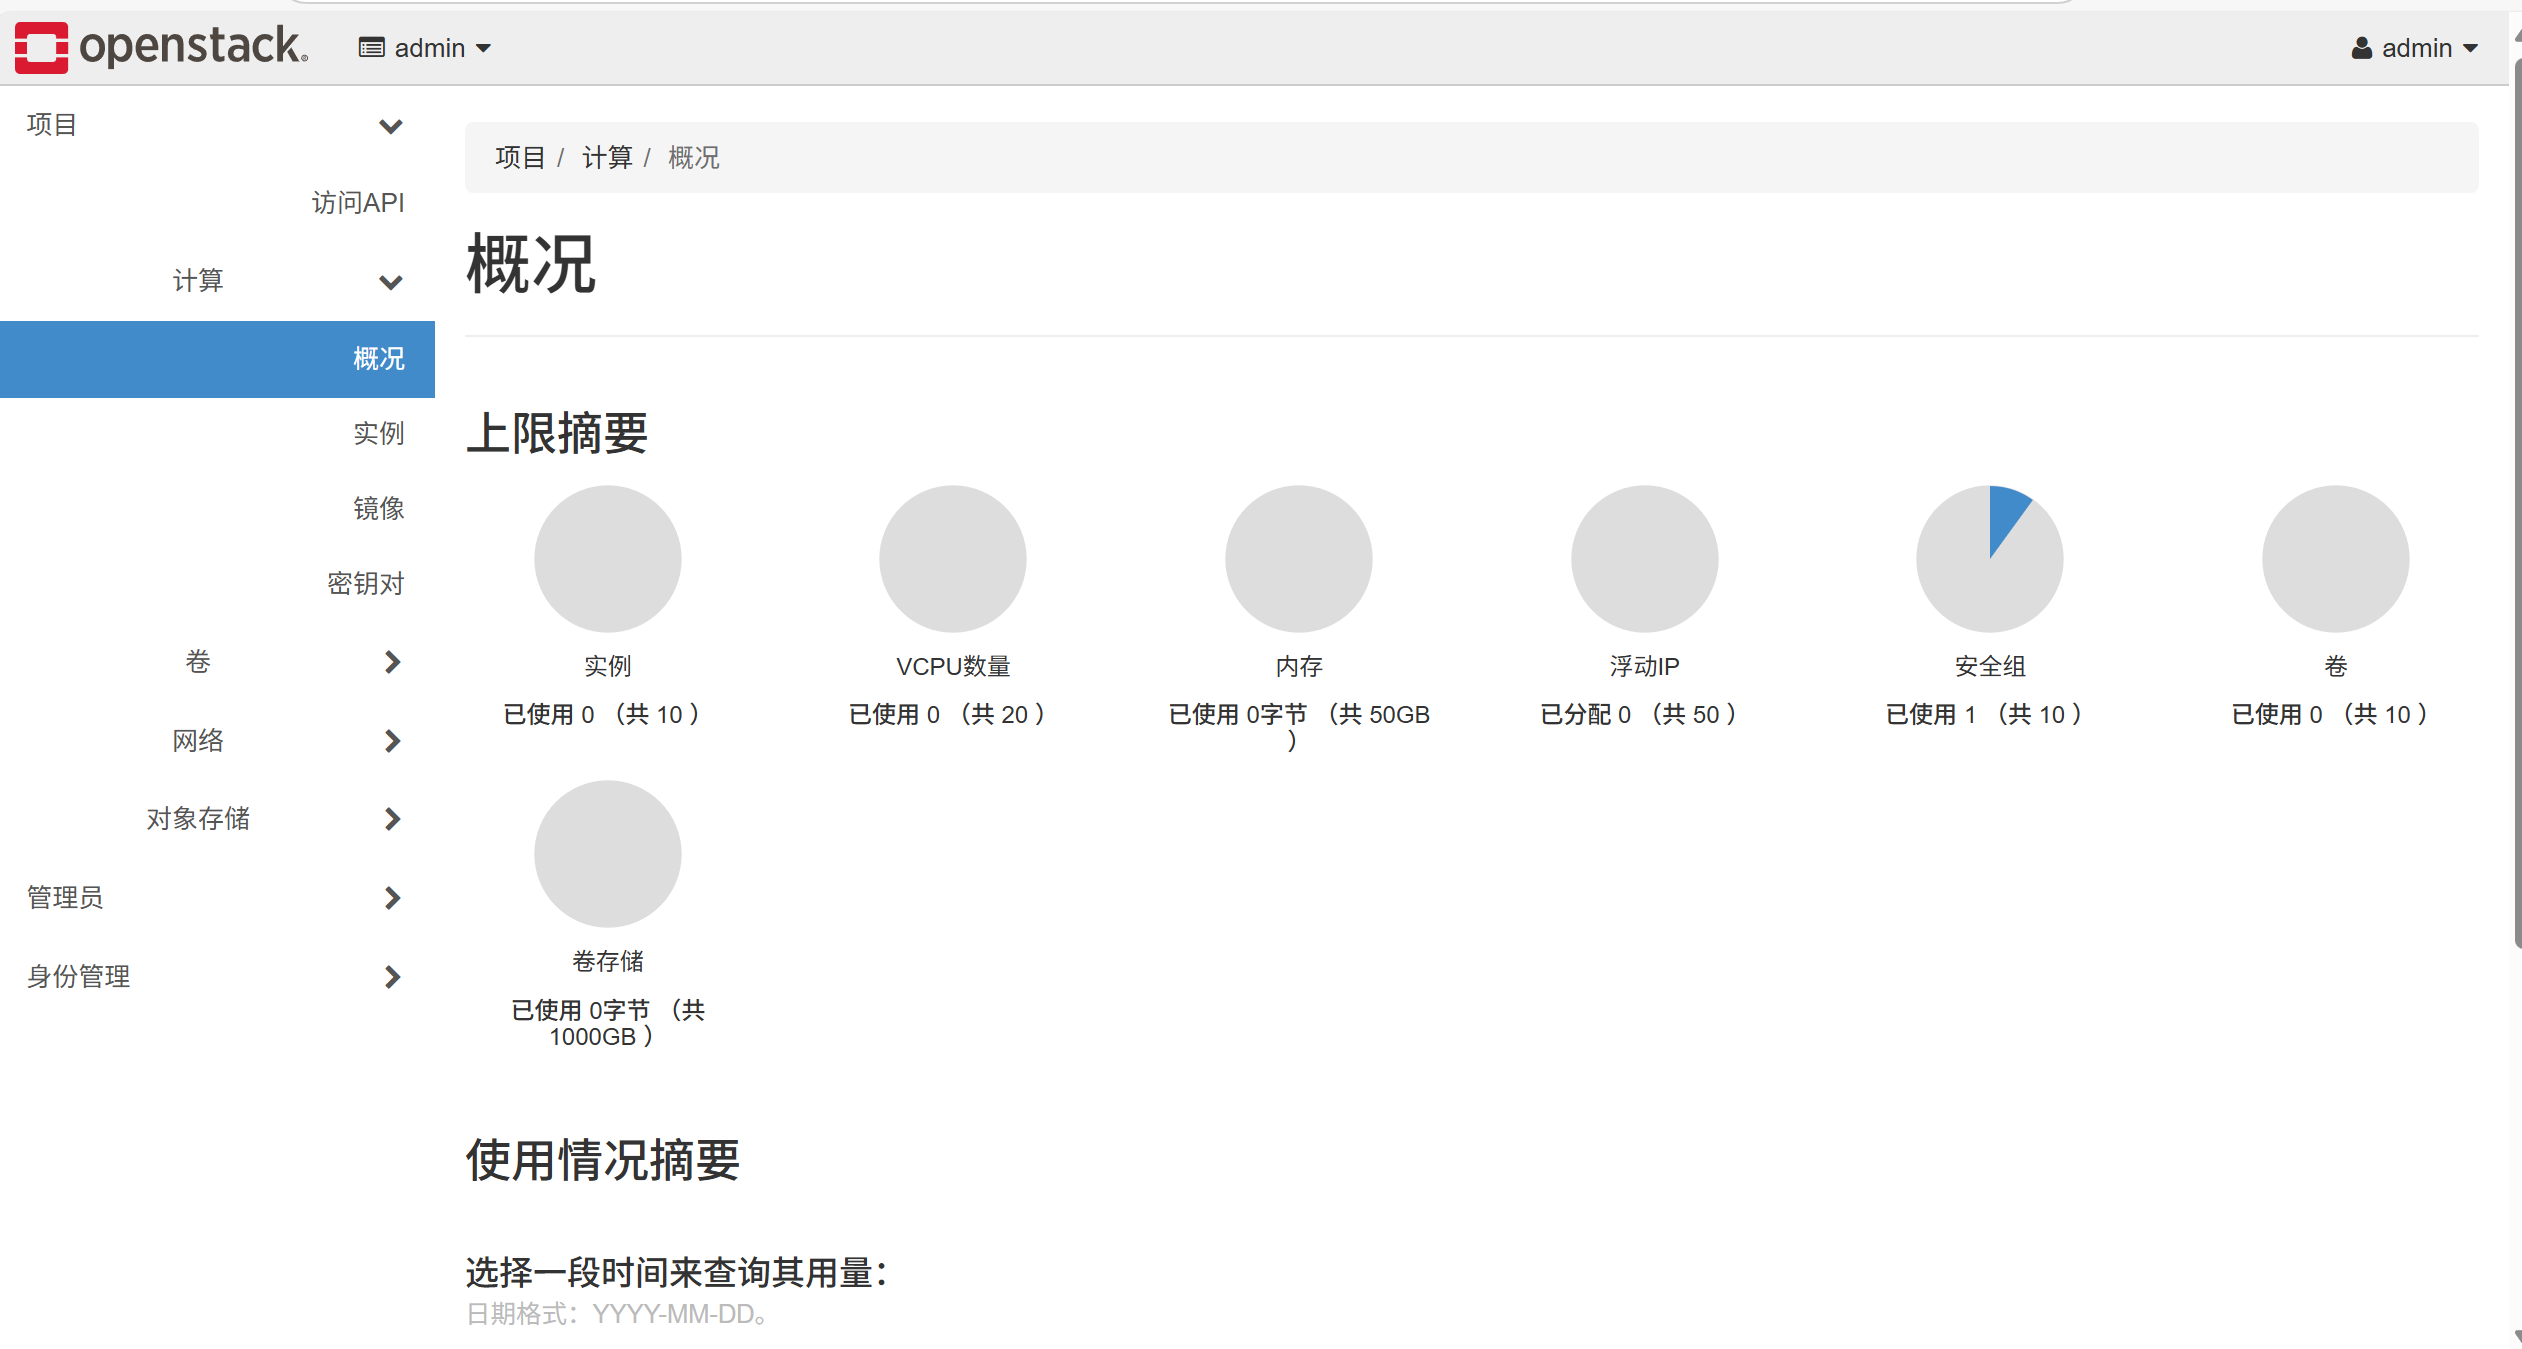 openstack.
admin
admin
项目
访问API
计算
概况
实例
镜像
密钥对
卷
网络
对象存储
管理员
身份管理
项目 / 计算 / 概况
概况
上限摘要
实例
已使用 0 （共 10 ）
VCPU数量
已使用 0 （共 20 ）
内存
已使用 0字节 （共 50GB
）
浮动IP
已分配 0 （共 50 ）
安全组
已使用 1 （共 10 ）
卷
已使用 0 （共 10 ）
卷存储
已使用 0字节 （共
1000GB ）
使用情况摘要
选择一段时间来查询其用量：
日期格式：YYYY-MM-DD。